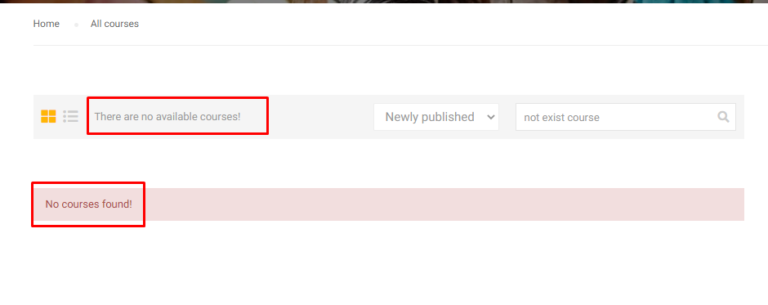 Home » All courses
There are no available courses! Newly published not exist course
No courses found!